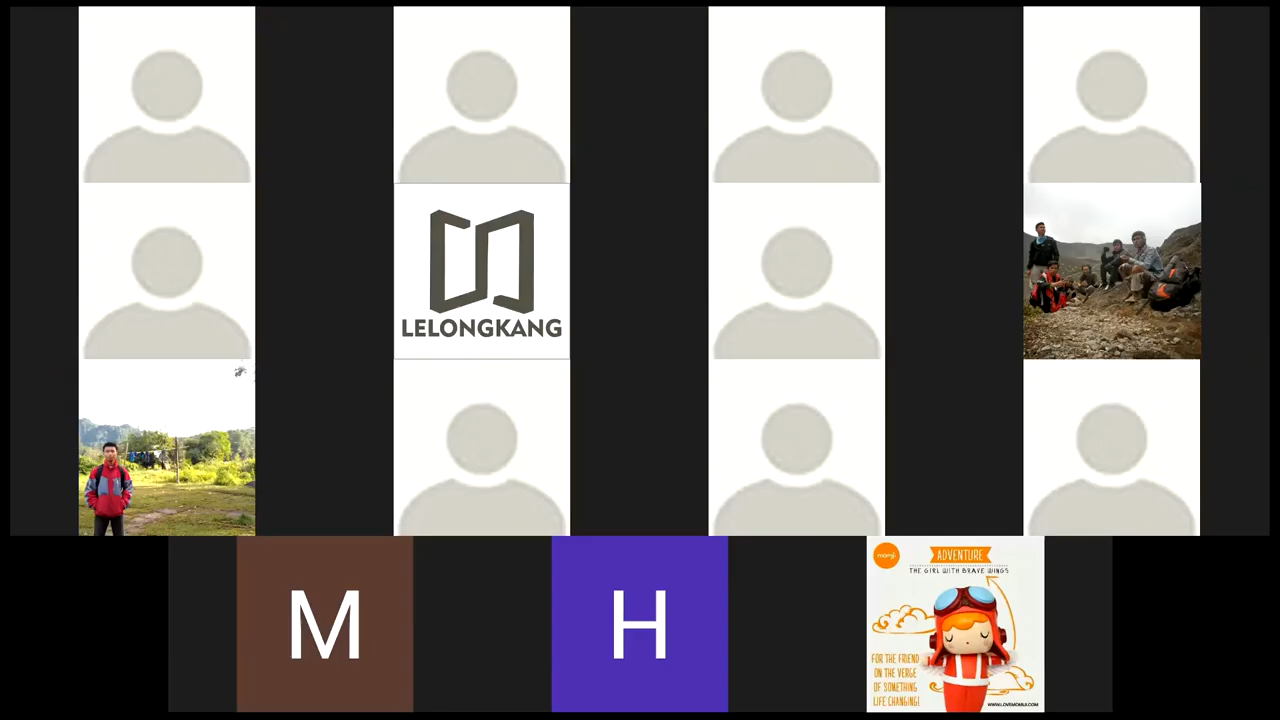 LELONGKANG
M
H
momiji
ADVENTURE
THE GIRL WITH BRAVE WINGS
FOR THE FRIEND
ON THE VERGE
OF SOMETHING
LIFE CHANGING!
WWW.LOVEMOMIJI.COM